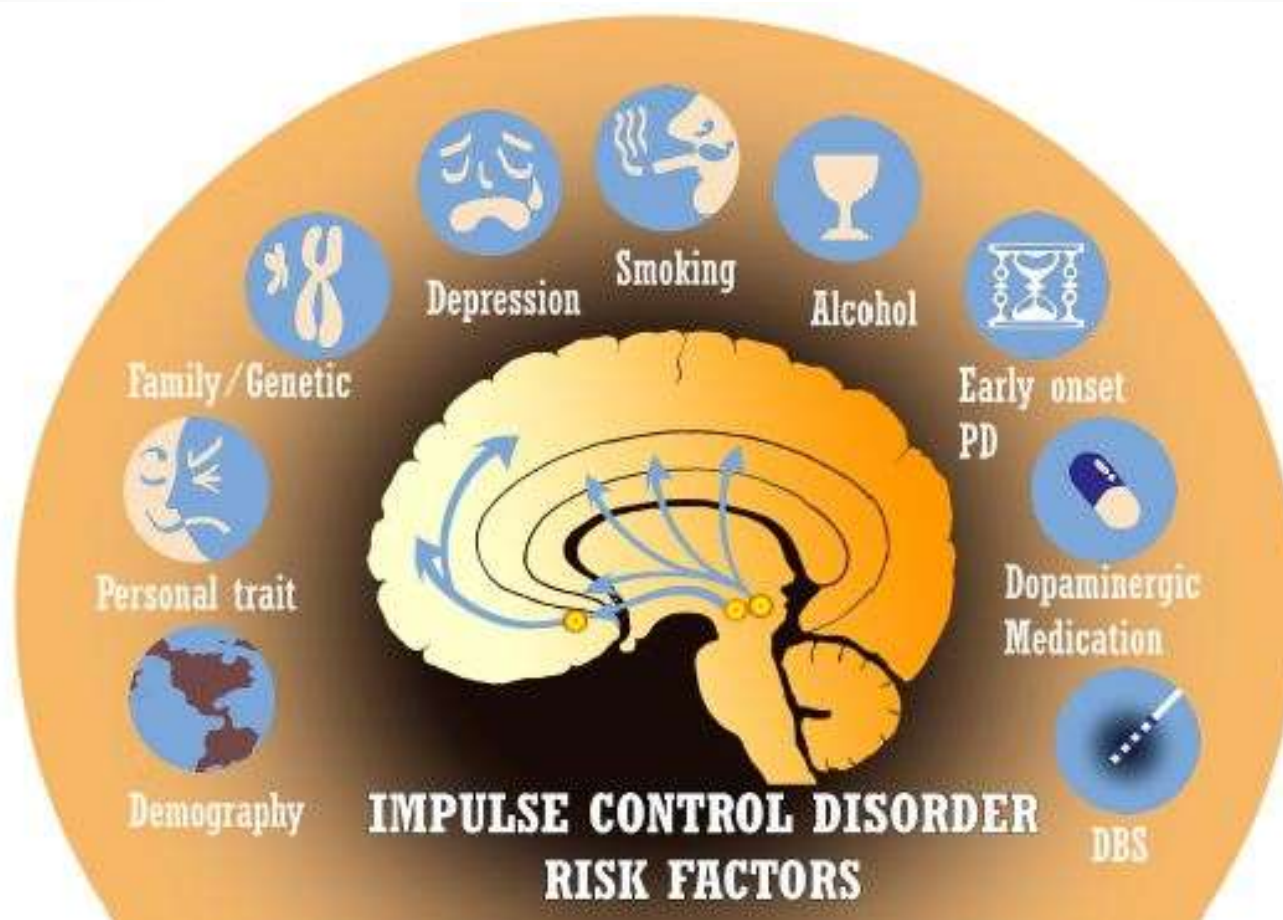 Smoking
Depression
Alcohol
Family/Genetic
Early onset
PD
Personal trait
Dopaminergic
Medication
Demography
DBS
IMPULSE CONTROL DISORDER
RISK FACTORS